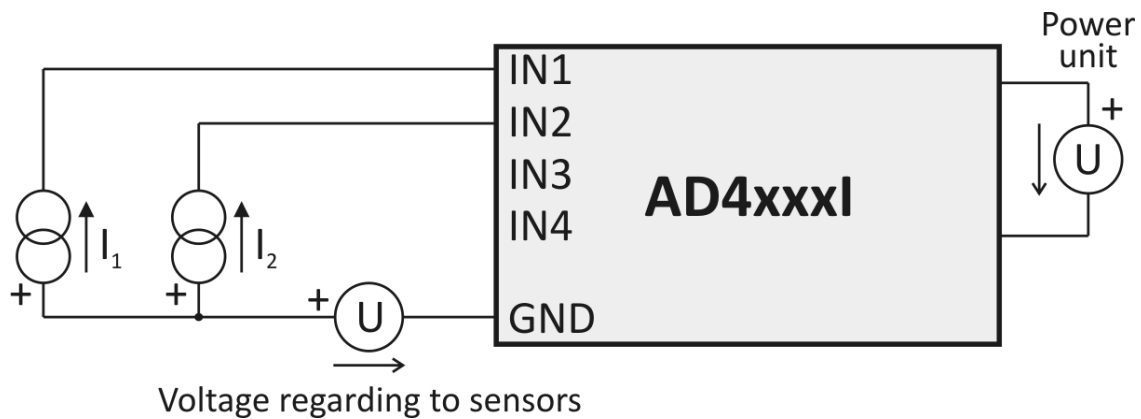 Power
unit
IN1
IN2
+
IN3
U
AD4xxxI
IN4
I₁
I₂
+
+
+
U
GND
Voltage regarding to sensors